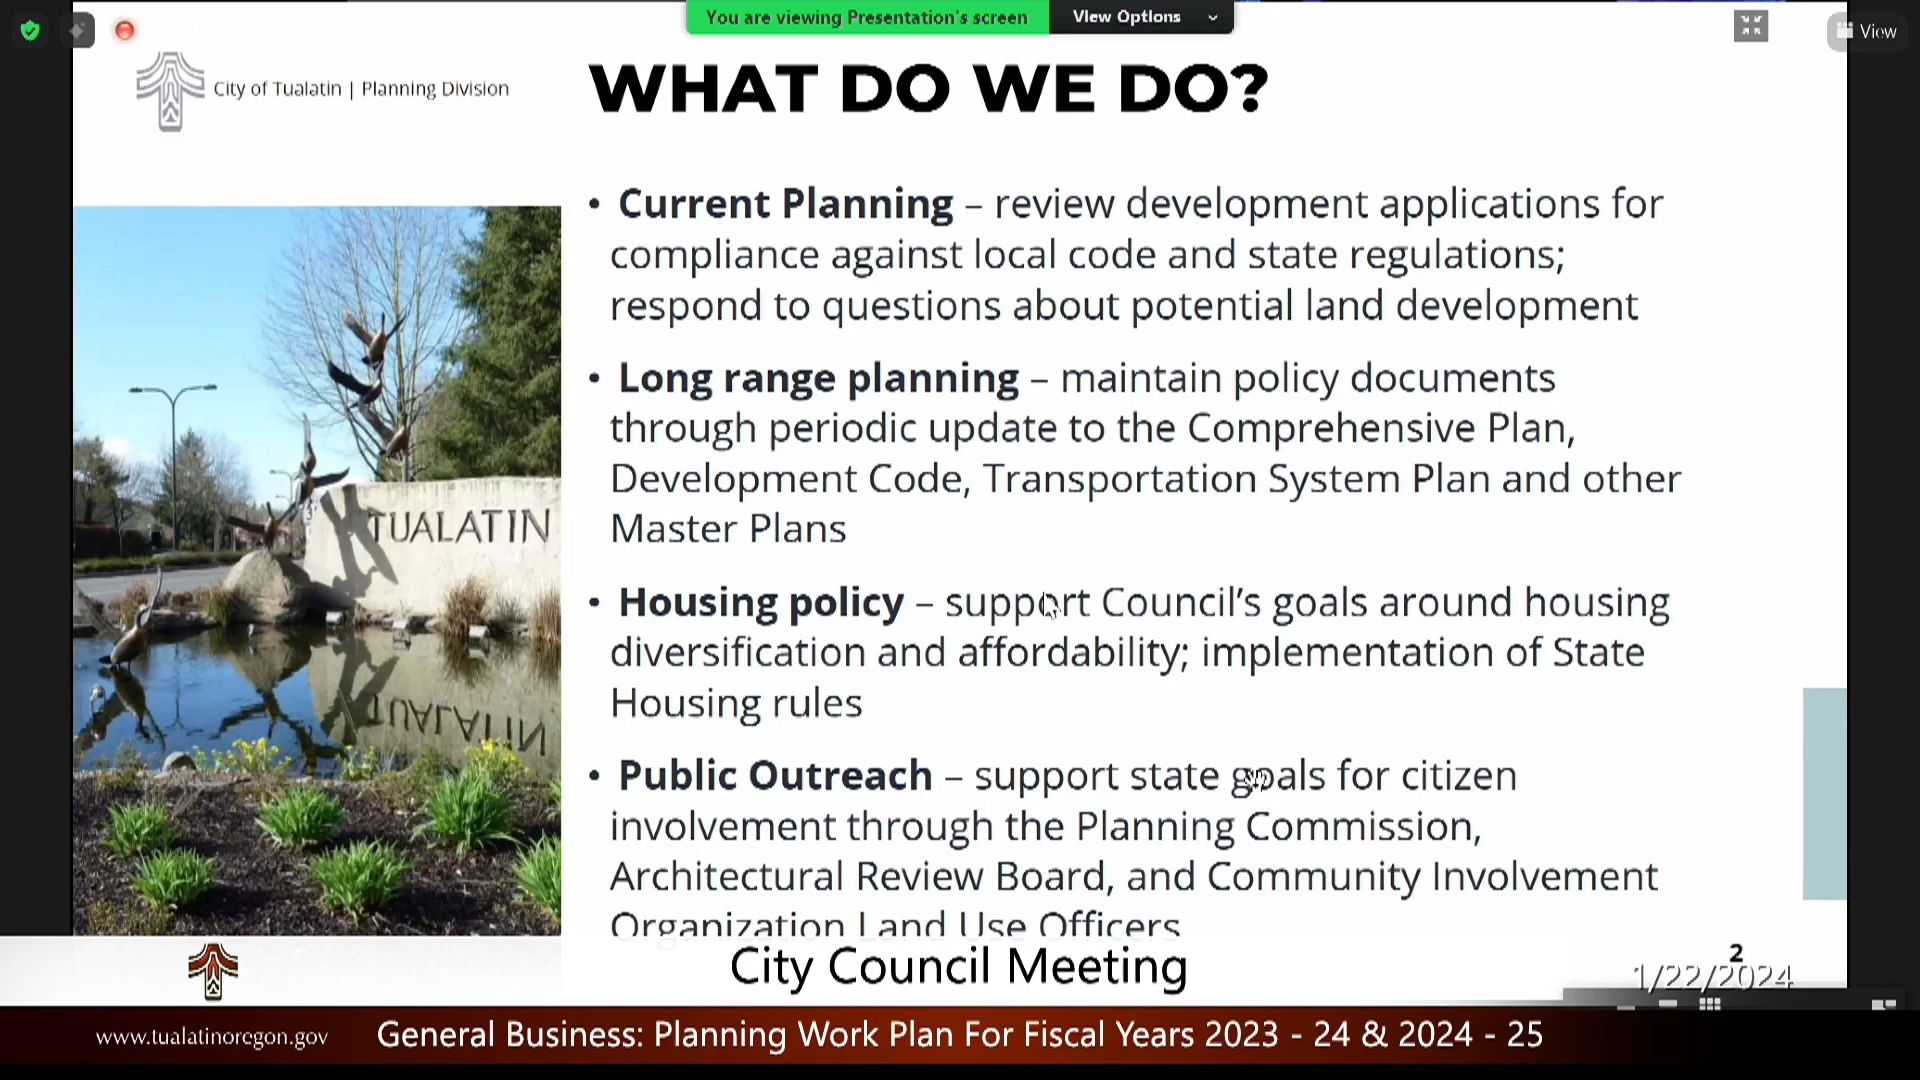 You are viewing Presentation's screen
View Options
View
City of Tualatin | Planning Division
WHAT DO WE DO?
• Current Planning – review development applications for
compliance against local code and state regulations;
respond to questions about potential land development
• Long range planning – maintain policy documents
through periodic update to the Comprehensive Plan,
Development Code, Transportation System Plan and other
Master Plans
• Housing policy – support Council's goals around housing
diversification and affordability; implementation of State
Housing rules
• Public Outreach – support state goals for citizen
involvement through the Planning Commission,
Architectural Review Board, and Community Involvement
Organization Land Use Officers
TUALATIN
City Council Meeting
2
1/22/2024
www.tualatinoregon.gov
General Business: Planning Work Plan For Fiscal Years 2023 - 24 & 2024 - 25